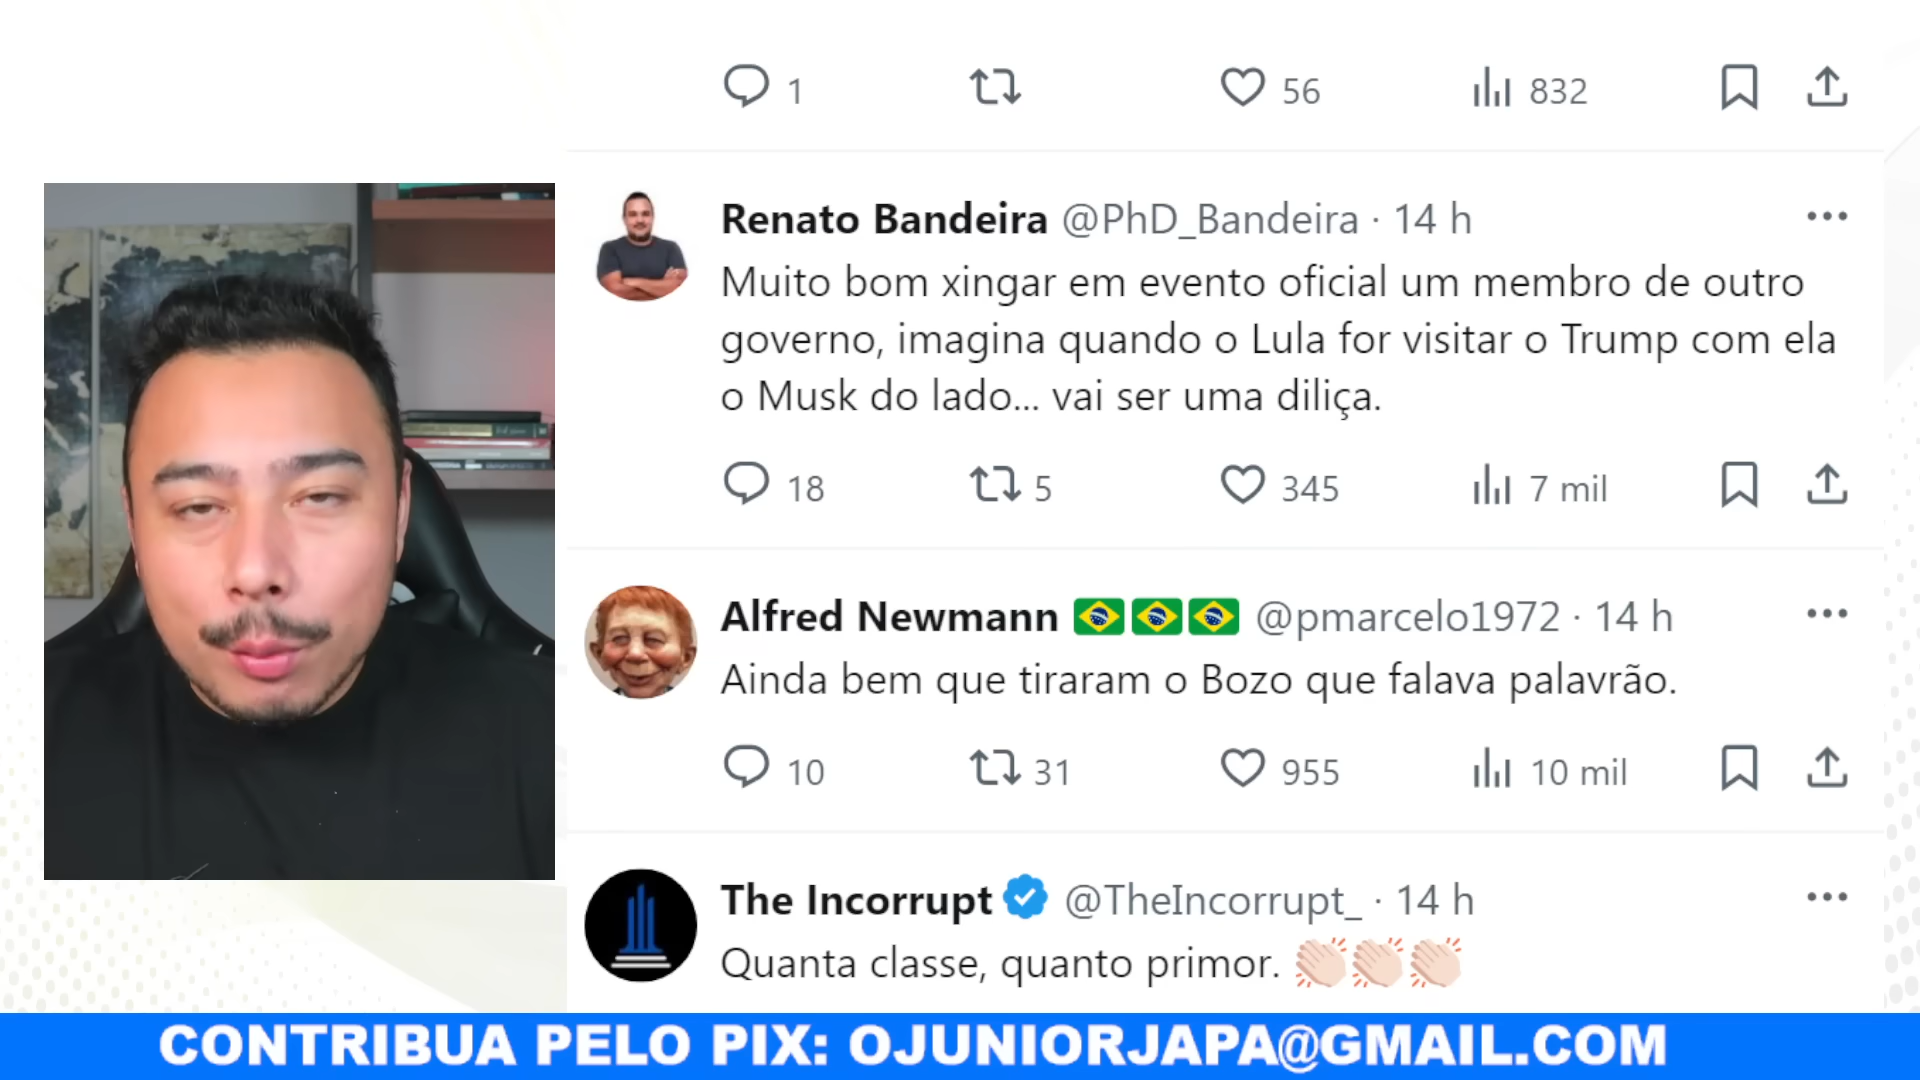 1 56 832
Renato Bandeira @PhD_Bandeira · 14 h
Muito bom xingar em evento oficial um membro de outro
governo, imagina quando o Lula for visitar o Trump com ela
o Musk do lado... vai ser uma diliça.
18 5 345 7 mil
Alfred Newmann 🇧🇷🇧🇷🇧🇷 @pmarcelo1972 · 14 h
Ainda bem que tiraram o Bozo que falava palavrão.
10 31 955 10 mil
The Incorrupt @TheIncorrupt_ · 14 h
Quanta classe, quanto primor. 👏🏻👏🏻👏🏻
CONTRIBUA PELO PIX: OJUNIORJAPA@GMAIL.COM